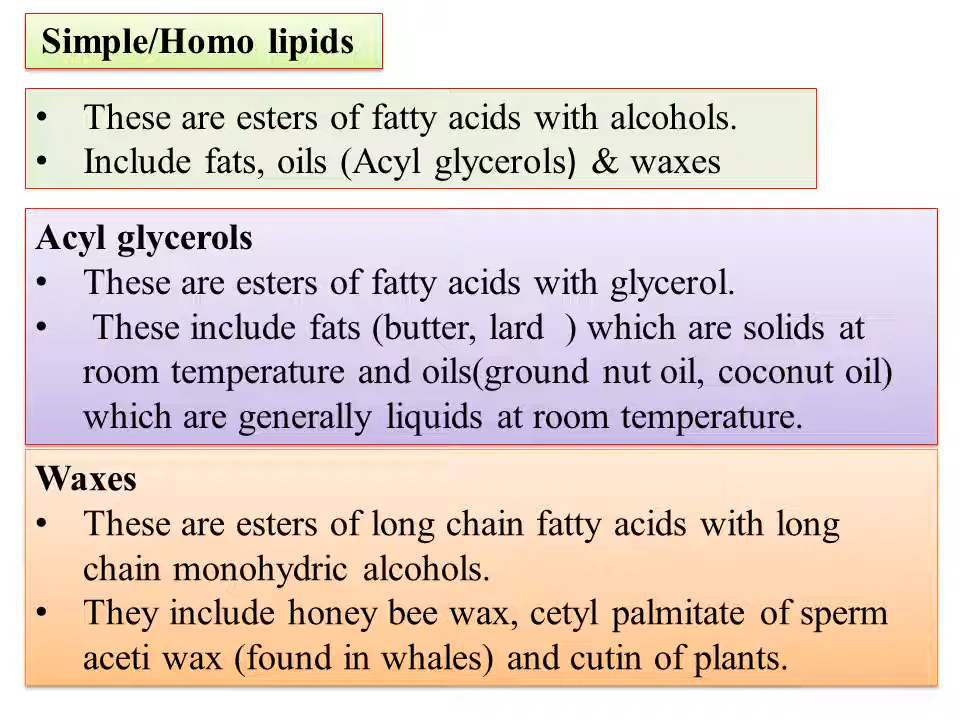 Simple/Homo lipids
• These are esters of fatty acids with alcohols.
• Include fats, oils (Acyl glycerols) & waxes
Acyl glycerols
• These are esters of fatty acids with glycerol.
• These include fats (butter, lard ) which are solids at
room temperature and oils(ground nut oil, coconut oil)
which are generally liquids at room temperature.
Waxes
• These are esters of long chain fatty acids with long
chain monohydric alcohols.
• They include honey bee wax, cetyl palmitate of sperm
aceti wax (found in whales) and cutin of plants.